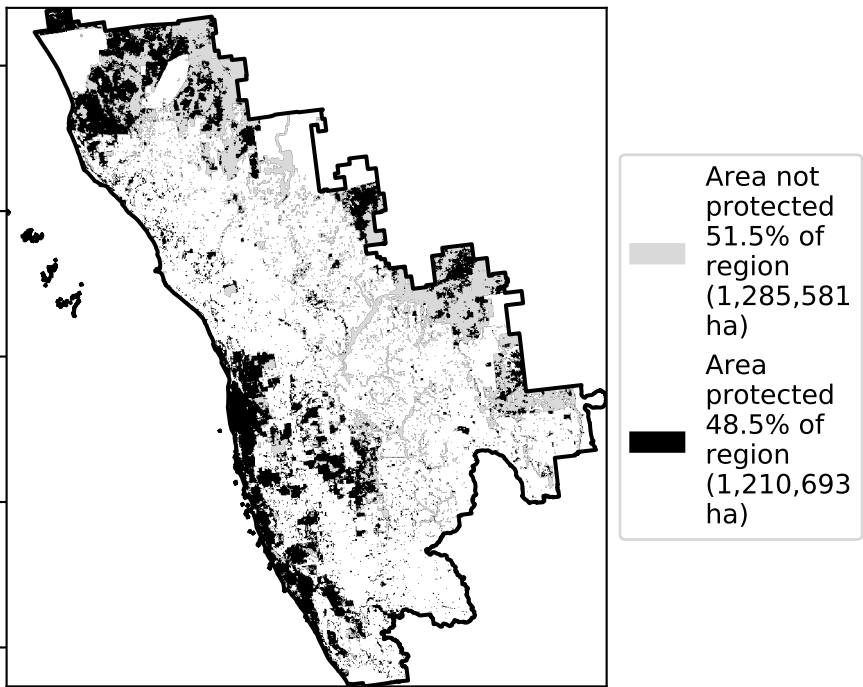 Area not
protected
51.5% of
region
(1,285,581
ha)
Area
protected
48.5% of
region
(1,210,693
ha)